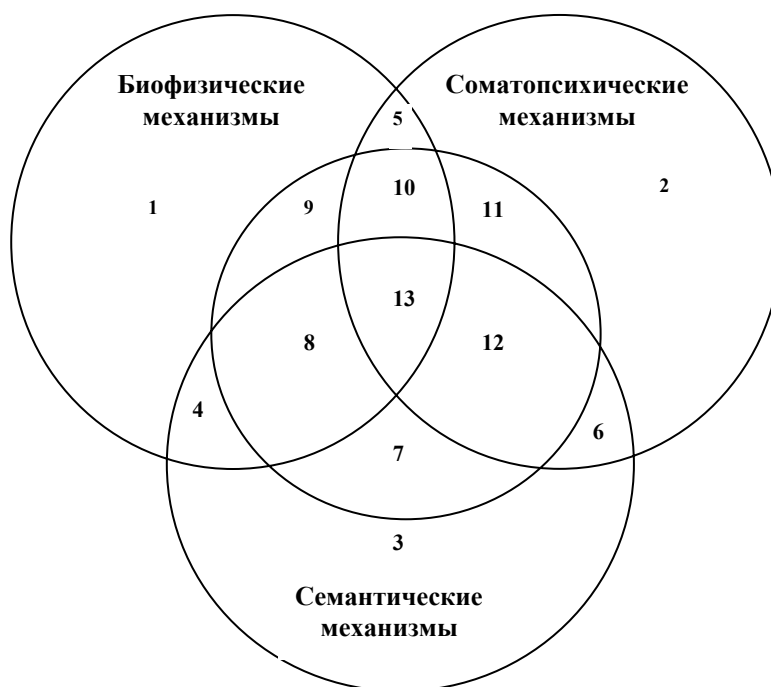 Биофизические
механизмы
Соматопсихические
механизмы
5
10
2
1
9
11
13
8
12
4
6
7
3
Семантические
механизмы